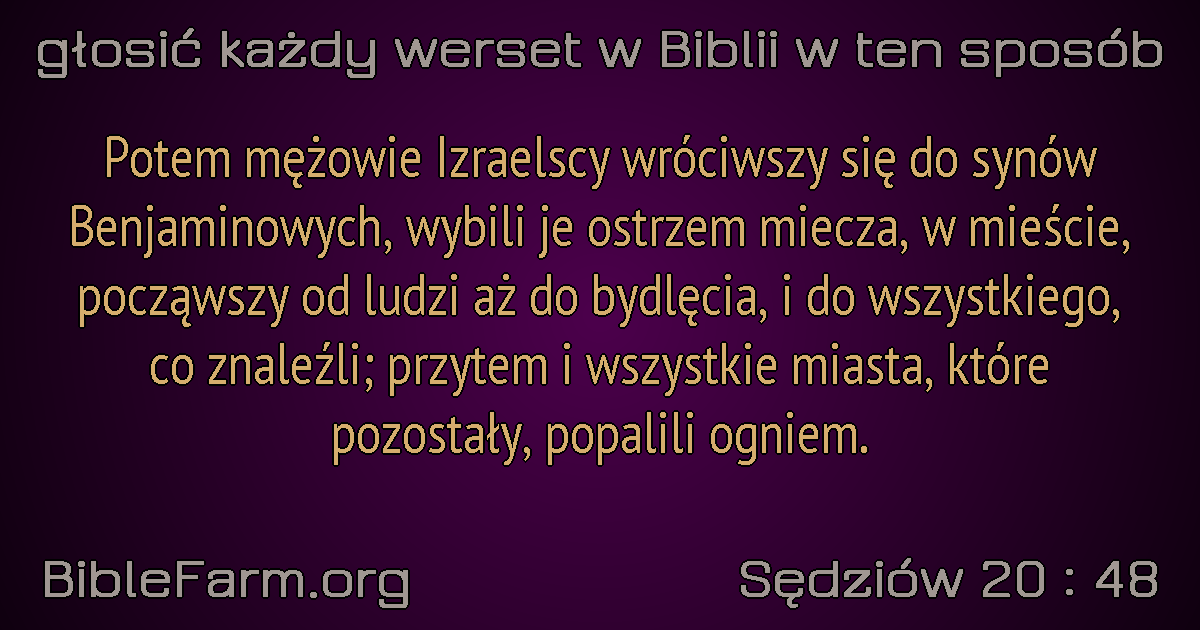 głosić każdy werset w Biblii w ten sposób
Potem mężowie Izraelscy wróciwszy się do synów
Benjaminowych, wybili je ostrzem miecza, w mieście,
począwszy od ludzi aż do bydlęcia, i do wszystkiego,
co znaleźli; przytem i wszystkie miasta, które
pozostały, popalili ogniem.
BibleFarm.org
Sędziów 20 : 48